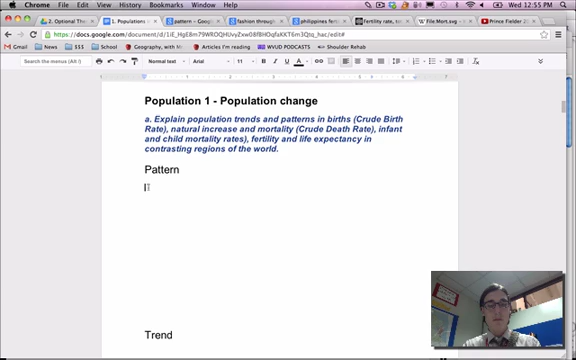 Chrome File Edit View History Bookmarks Window Help
Wed 12:55 PM
2. Optional The
1. Populations
pattern – Goog
fashion through
philippines ferti
Fertility rate, to
File:Mort.svg –
Prince Fielder
https://docs.google.com/document/d/
/edit#
Gmail News School SSS Geography, with M Articles I'm reading WVUD PODCASTS Shoulder Rehab
Search the menus (Alt+/)
Normal text Arial 11 B I U A
Population 1 - Population change
a. Explain population trends and patterns in births (Crude Birth
Rate), natural increase and mortality (Crude Death Rate), infant
and child mortality rates), fertility and life expectancy in
contrasting regions of the world.
Pattern
Trend